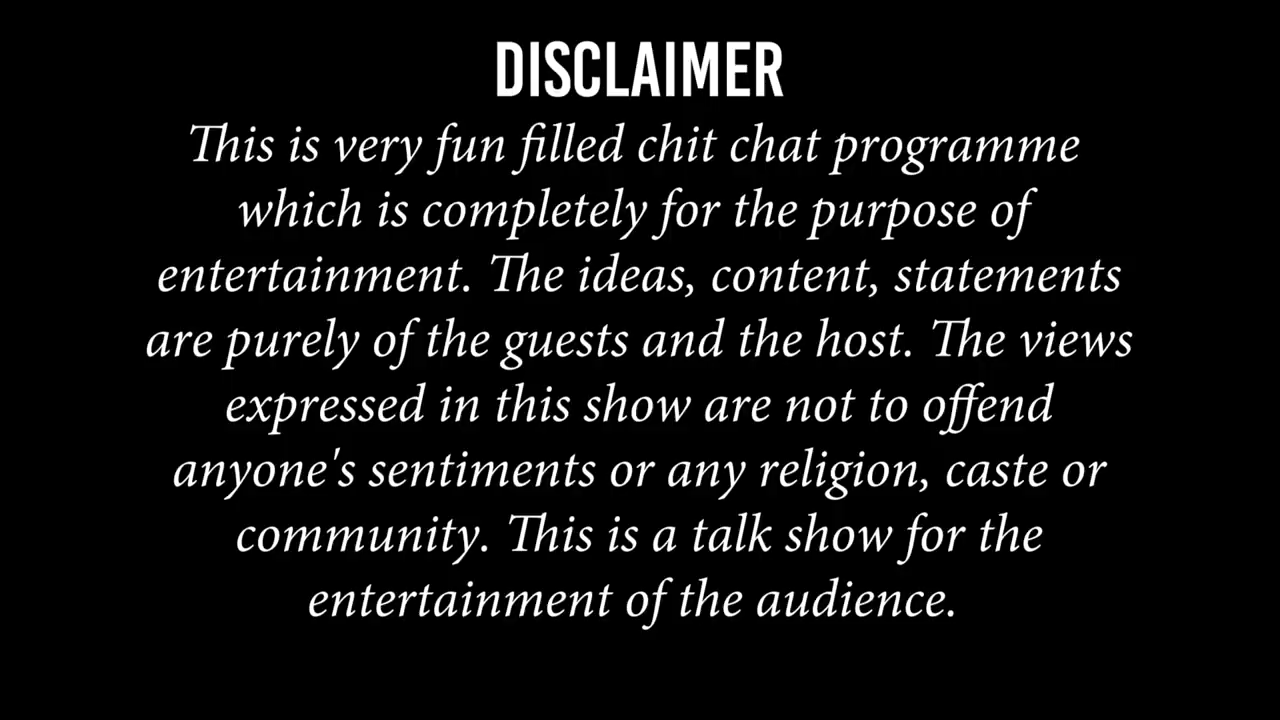 DISCLAIMER
This is very fun filled chit chat programme
which is completely for the purpose of
entertainment. The ideas, content, statements
are purely of the guests and the host. The views
expressed in this show are not to offend
anyone's sentiments or any religion, caste or
community. This is a talk show for the
entertainment of the audience.